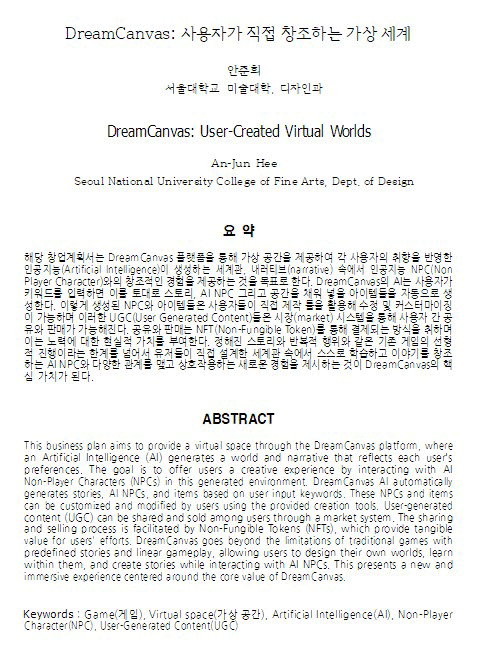 DreamCanvas: 사용자가 직접 창조하는 가상 세계
안준희
서울대학교 미술대학, 디자인과
DreamCanvas: User-Created Virtual Worlds
An-Jun Hee
Seoul National University College of Fine Arts, Dept. of Design
요 약
해당 창업계획서는 DreamCanvas 플랫폼을 통해 가상 공간을 제공하여 각 사용자의 취향을 반영한
인공지능(Artificial Intelligence)이 생성하는 세계관, 내러티브(narrative) 속에서 인공지능 NPC(Non
Player Character)와의 창조적인 경험을 제공하는 것을 목표로 한다. DreamCanvas의 AI는 사용자가
키워드를 입력하면 이를 토대로 스토리, AI NPC 그리고 공간을 채워 넣을 아이템들을 자동으로 생
성한다. 이렇게 생성된 NPC와 아이템들은 사용자들이 직접 제작 툴을 활용해 수정 및 커스터마이징
이 가능하며 이러한 UGC(User Generated Content)들은 시장(market) 시스템을 통해 사용자 간 공
유와 판매가 가능해진다. 공유와 판매는 NFT(Non-Fungible Token)를 통해 결제되는 방식을 취하며
이는 노력에 대한 현실적 가치를 부여한다. 정해진 스토리와 반복적 행위와 같은 기존 게임의 선형
적 진행이라는 한계를 넘어서 유저들이 직접 설계한 세계관 속에서 스스로 학습하고 이야기를 창조
하는 AI NPC와 다양한 관계를 맺고 상호작용하는 새로운 경험을 제시하는 것이 DreamCanvas의 핵
심 가치가 된다.
ABSTRACT
This business plan aims to provide a virtual space through the DreamCanvas platform, where
an Artificial Intelligence (AI) generates a world and narrative that reflects each user's
preferences. The goal is to offer users a creative experience by interacting with AI
Non-Player Characters (NPCs) in this generated environment. DreamCanvas AI automatically
generates stories, AI NPCs, and items based on user input keywords. These NPCs and items
can be customized and modified by users using the provided creation tools. User-generated
content (UGC) can be shared and sold among users through a market system. The sharing
and selling process is facilitated by Non-Fungible Tokens (NFTs), which provide tangible
value for users' efforts. DreamCanvas goes beyond the limitations of traditional games with
predefined stories and linear gameplay, allowing users to design their own worlds, learn
within them, and create stories while interacting with AI NPCs. This presents a new and
immersive experience centered around the core value of DreamCanvas.
Keywords : Game(게임), Virtual space(가상 공간), Artificial Intelligence(AI), Non-Player
Character(NPC), User-Generated Content(UGC)